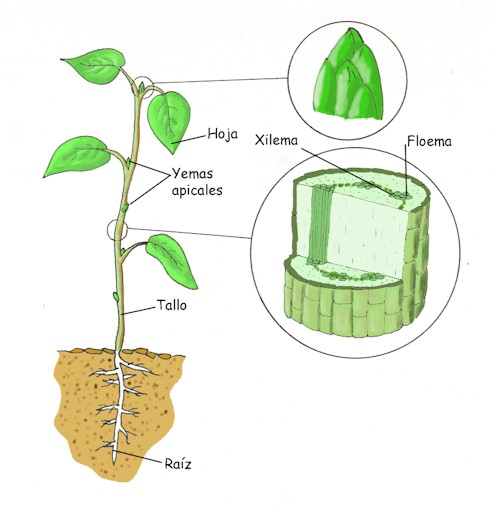 Hoja
Xilema
Floema
Yemas
apicales
Tallo
Raíz